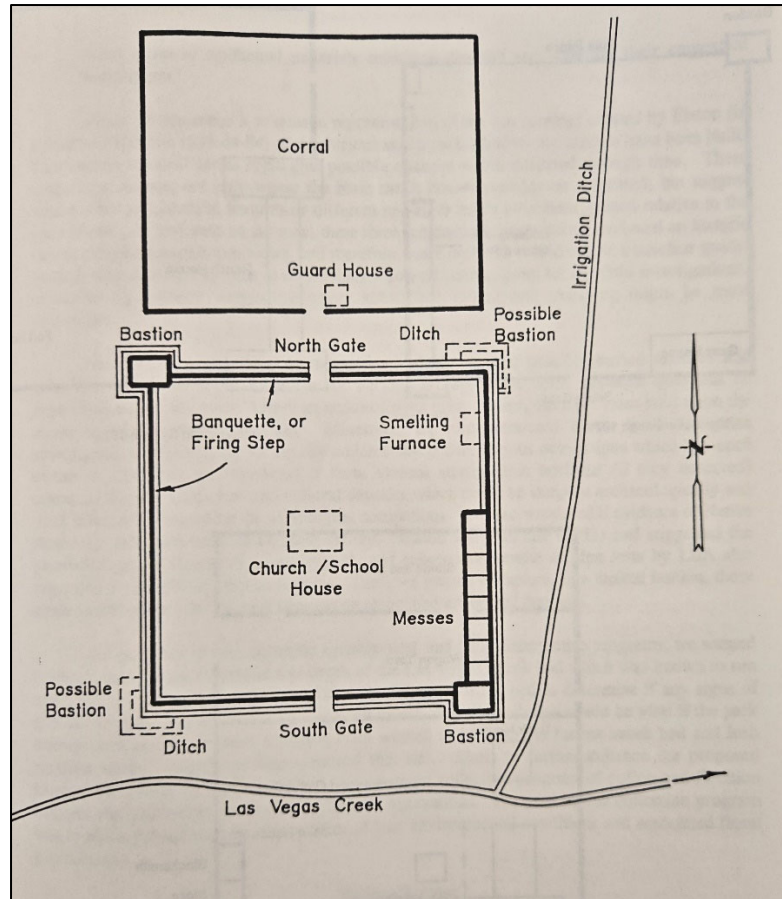 Corral
Irrigation Ditch
Guard House
Bastion
North Gate
Ditch
Possible
Bastion
Banquette, or
Firing Step
Smelting
Furnace
N
Church / School
House
Messes
Possible
Bastion
Ditch
South Gate
Bastion
Las Vegas Creek